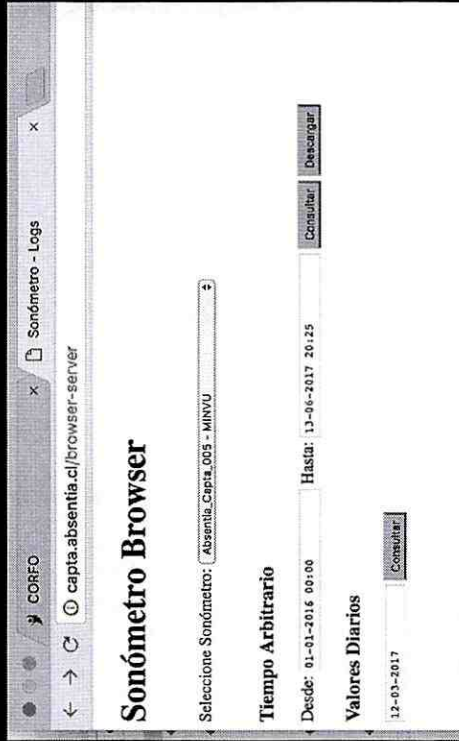 CORFO × Sonómetro - Logs ×
capta.absentia.cl/browser-server
Sonómetro Browser
Seleccione Sonómetro: Absentia_Capta_005 - MINVU
Tiempo Arbitrario
Desde: 01-01-2016 00:00 Hasta: 13-06-2017 20:25 Consultar Descargar
Valores Diarios
12-03-2017 Consultar